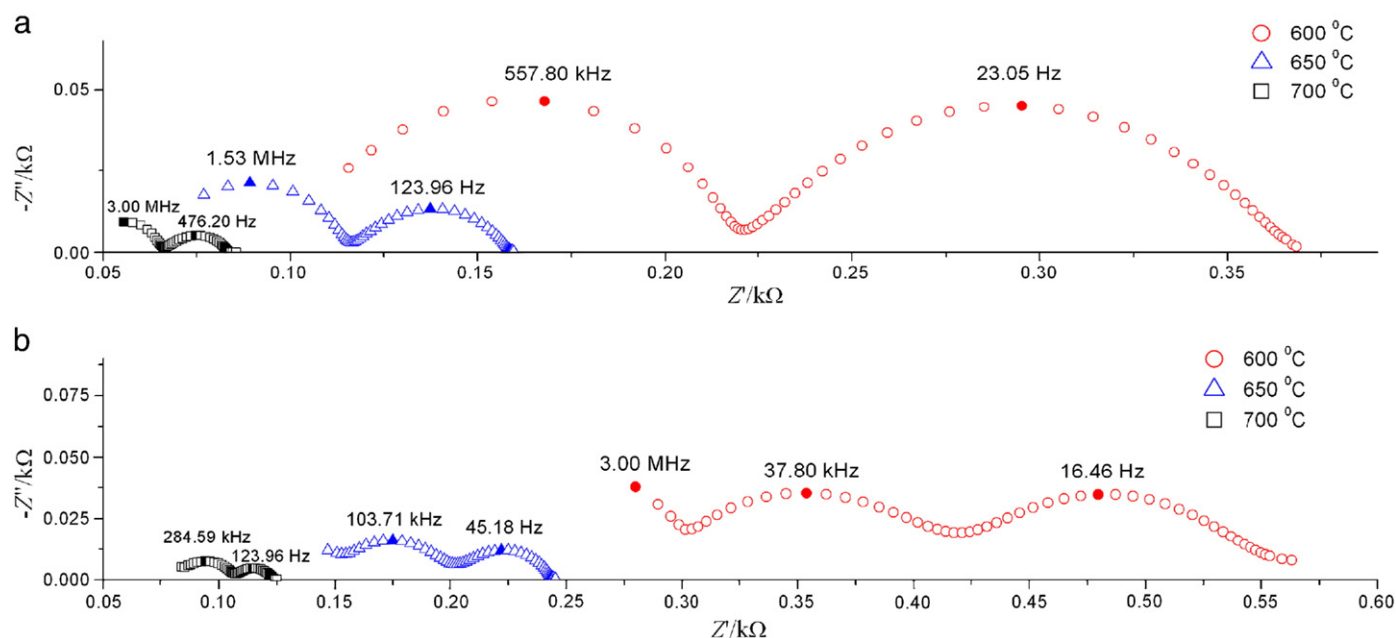 a
600 °C
650 °C
700 °C
557.80 kHz
23.05 Hz
1.53 MHz
123.96 Hz
3.00 MHz
476.20 Hz
-Z''/kΩ
0.05
0.00
0.05 0.10 0.15 0.20 0.25 0.30 0.35
Z'/kΩ
b
600 °C
650 °C
700 °C
3.00 MHz
37.80 kHz
16.46 Hz
103.71 kHz
45.18 Hz
284.59 kHz
123.96 Hz
-Z''/kΩ
0.075
0.050
0.025
0.000
0.05 0.10 0.15 0.20 0.25 0.30 0.35 0.40 0.45 0.50 0.55 0.60
Z'/kΩ